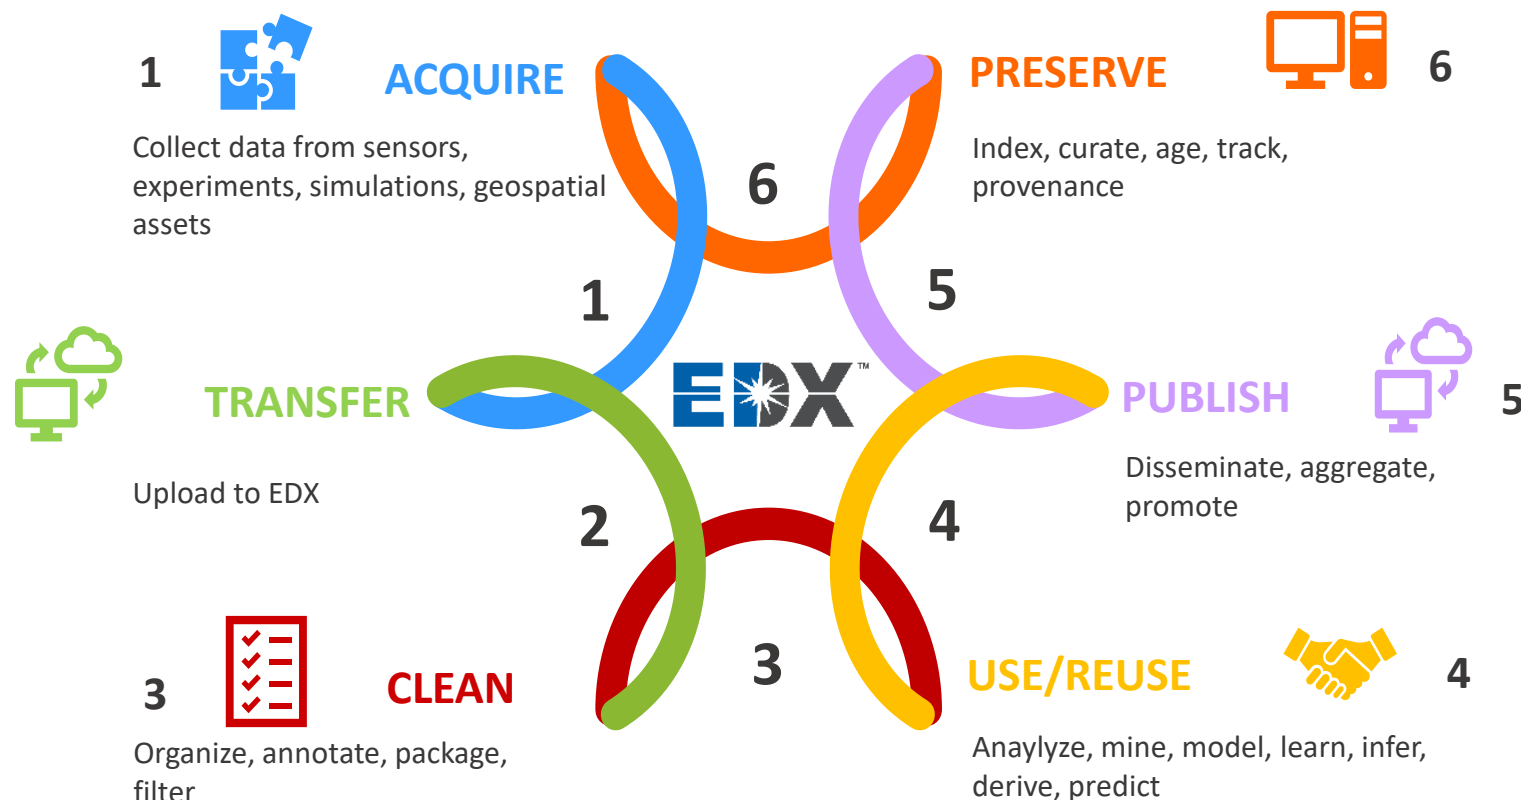 1
ACQUIRE
Collect data from sensors,
experiments, simulations, geospatial
assets
TRANSFER
Upload to EDX
3
CLEAN
Organize, annotate, package,
filter
6
1
5
EDX™
2
4
3
PRESERVE
6
Index, curate, age, track,
provenance
PUBLISH
5
Disseminate, aggregate,
promote
USE/REUSE
4
Anaylyze, mine, model, learn, infer,
derive, predict